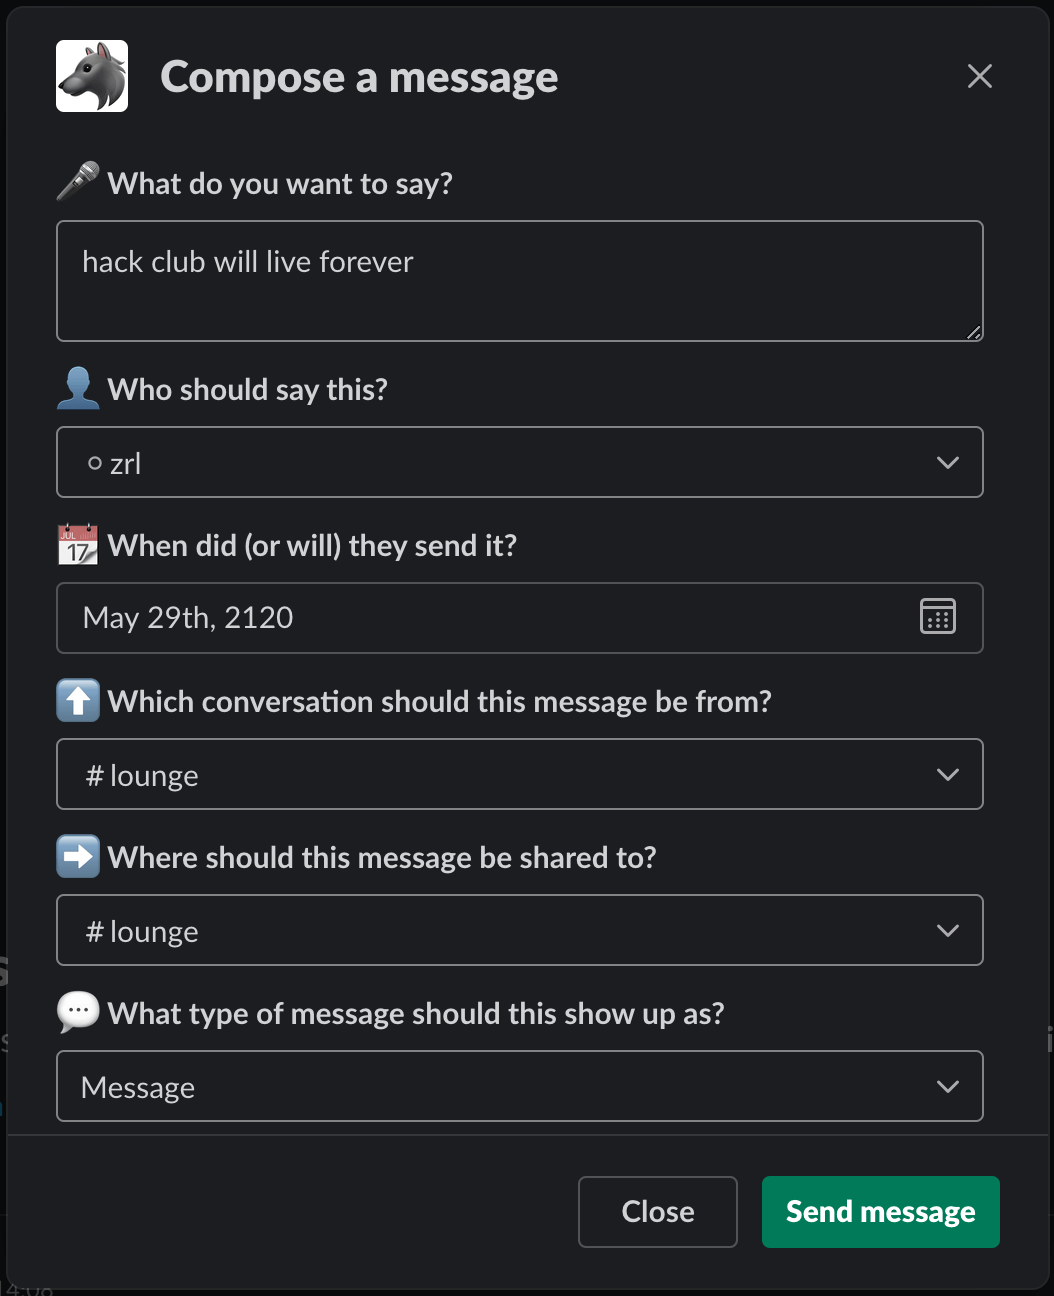 Compose a message
What do you want to say?
hack club will live forever
Who should say this?
zrl
JUL
17
When did (or will) they send it?
May 29th, 2120
Which conversation should this message be from?
# lounge
Where should this message be shared to?
# lounge
What type of message should this show up as?
Message
Close
Send message